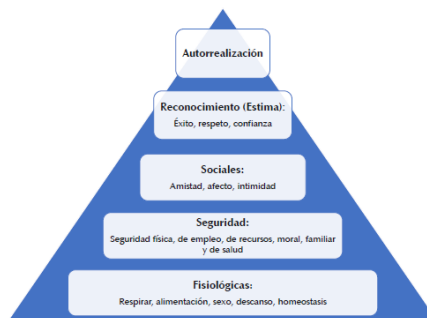 Autorrealización
Reconocimiento (Estima):
Éxito, respeto, confianza
Sociales:
Amistad, afecto, intimidad
Seguridad:
Seguridad física, de empleo, de recursos, moral, familiar
y de salud
Fisiológicas:
Respirar, alimentación, sexo, descanso, homeostasis